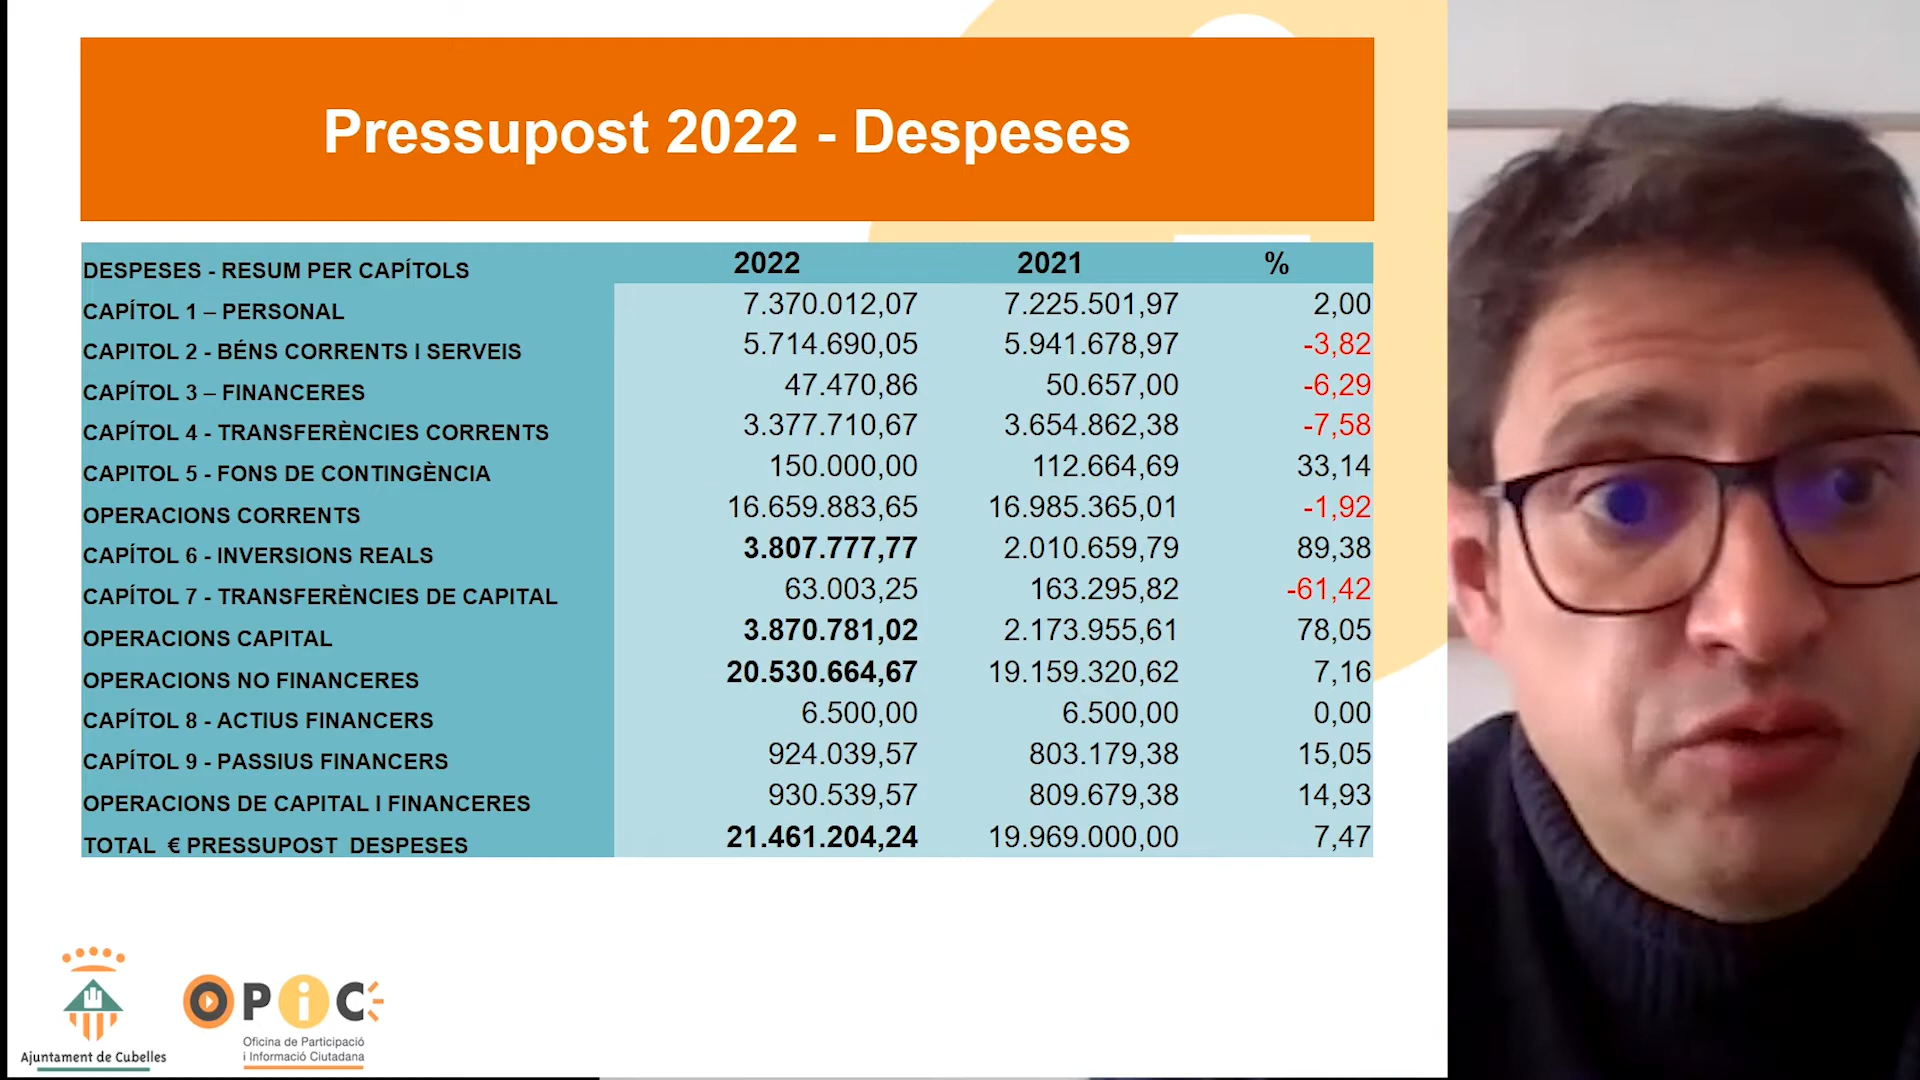 Pressupost 2022 - Despeses
DESPESES - RESUM PER CAPÍTOLS 2022 2021 %
CAPÍTOL 1 – PERSONAL 7.370.012,07 7.225.501,97 2,00
CAPITOL 2 - BÉNS CORRENTS I SERVEIS 5.714.690,05 5.941.678,97 -3,82
CAPÍTOL 3 – FINANCERES 47.470,86 50.657,00 -6,29
CAPÍTOL 4 - TRANSFERÈNCIES CORRENTS 3.377.710,67 3.654.862,38 -7,58
CAPITOL 5 - FONS DE CONTINGÈNCIA 150.000,00 112.664,69 33,14
OPERACIONS CORRENTS 16.659.883,65 16.985.365,01 -1,92
CAPÍTOL 6 - INVERSIONS REALS 3.807.777,77 2.010.659,79 89,38
CAPÍTOL 7 - TRANSFERÈNCIES DE CAPITAL 63.003,25 163.295,82 -61,42
OPERACIONS CAPITAL 3.870.781,02 2.173.955,61 78,05
OPERACIONS NO FINANCERES 20.530.664,67 19.159.320,62 7,16
CAPÍTOL 8 - ACTIUS FINANCERS 6.500,00 6.500,00 0,00
CAPÍTOL 9 - PASSIUS FINANCERS 924.039,57 803.179,38 15,05
OPERACIONS DE CAPITAL I FINANCERES 930.539,57 809.679,38 14,93
TOTAL € PRESSUPOST DESPESES 21.461.204,24 19.969.000,00 7,47
Ajuntament de Cubelles
OPiC
Oficina de Participació
i Informació Ciutadana